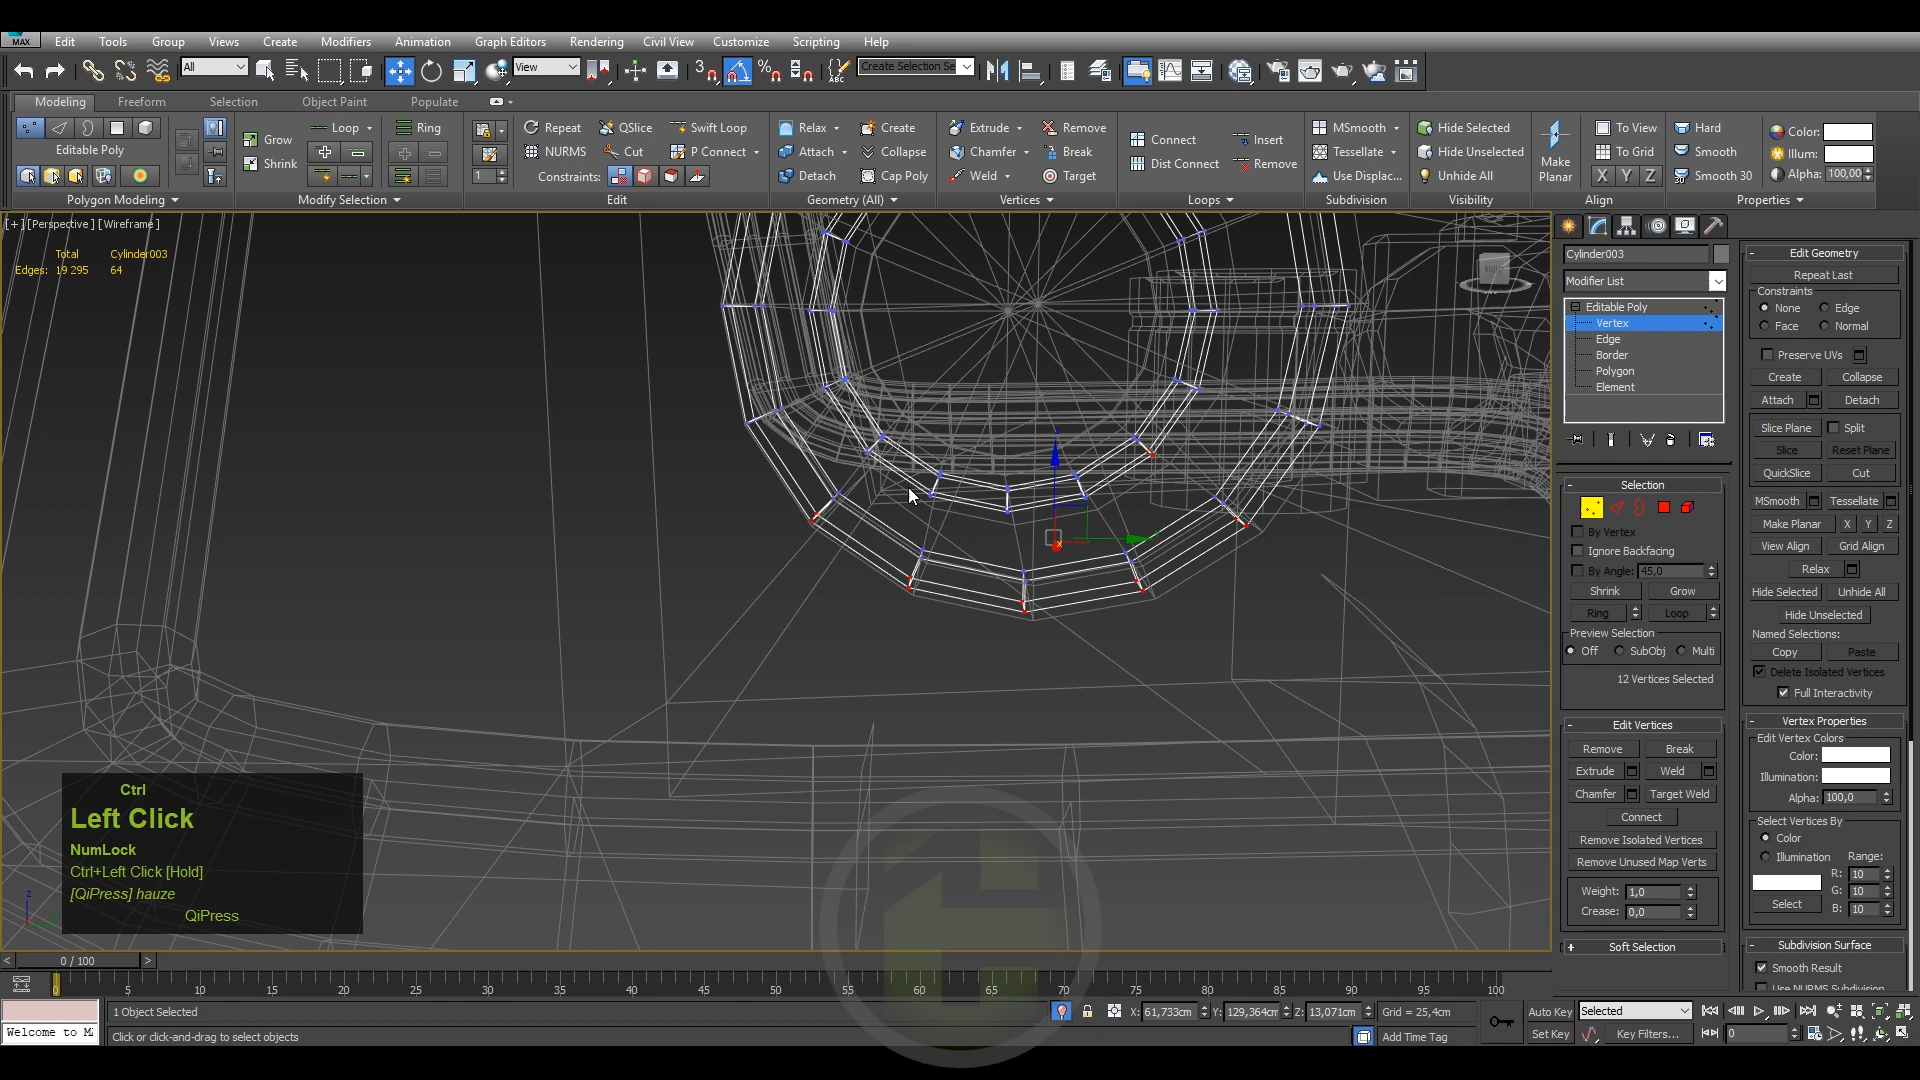 MAX Edit Tools Group Views Create Modifiers Animation Graph Editors Rendering Civil View Customize Scripting Help
All View 3 Create Selection Se
Modeling Freeform Selection Object Paint Populate
Grow Loop Ring Repeat QSlice Swift Loop Relax Create Extrude Remove MSmooth Hide Selected To View Hard Color:
Editable Poly Shrink NURMS Cut P Connect Attach Collapse Chamfer Break Connect Insert Tessellate Hide Unselected Make Planar To Grid Smooth Illum:
1 Constraints: Detach Cap Poly Weld Target Dist Connect Remove Use Displac... Unhide All X Y Z Smooth 30 Alpha: 100,00
Polygon Modeling Modify Selection Edit Geometry (All) Vertices Loops Subdivision Visibility Align Properties
[+] [Perspective] [Wireframe]
Total Cylinder003
Edges: 19 295 64
Cylinder003
Modifier List
Editable Poly
Vertex
Edge
Border
Polygon
Element
Selection
By Vertex
Ignore Backfacing
By Angle: 45,0
Shrink Grow
Ring Loop
Preview Selection
Off SubObj Multi
12 Vertices Selected
Edit Vertices
Remove Break
Extrude Weld
Chamfer Target Weld
Connect
Remove Isolated Vertices
Remove Unused Map Verts
Weight: 1,0
Crease: 0,0
Soft Selection
Edit Geometry
Repeat Last
Constraints
None Edge
Face Normal
Preserve UVs
Create Collapse
Attach Detach
Slice Plane Split
Slice Reset Plane
QuickSlice Cut
MSmooth Tessellate
Make Planar X Y Z
View Align Grid Align
Relax
Hide Selected Unhide All
Hide Unselected
Named Selections:
Copy Paste
Delete Isolated Vertices
Full Interactivity
Vertex Properties
Edit Vertex Colors
Color:
Illumination:
Alpha: 100,0
Select Vertices By
Color
Illumination Range:
R: 10
G: 10
Select B: 10
Subdivision Surface
Smooth Result
Use NURMS Subdivision
Ctrl
Left Click
NumLock
Ctrl+Left Click [Hold]
[QiPress] hauze
QiPress
0 / 100
0 5 10 15 20 25 30 35 40 45 50 55 60 65 70 75 80 85 90 95 100
1 Object Selected X: 61,733cm Y: 129,364cm Z: 13,071cm Grid = 25,4cm Auto Key Selected
Welcome to M Click or click-and-drag to select objects Add Time Tag Set Key Key Filters... 0